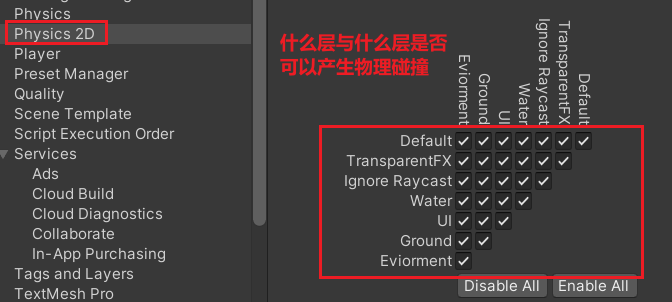 Physics
Physics 2D
Player
Preset Manager
Quality
Scene Template
Script Execution Order
Services
Ads
Cloud Build
Cloud Diagnostics
Collaborate
In-App Purchasing
Tags and Layers
TextMesh Pro
什么层与什么层是否
可以产生物理碰撞
Eviorment
Ground
UI
Water
Ignore Raycast
TransparentFX
Default
Default
TransparentFX
Ignore Raycast
Water
UI
Ground
Eviorment
Disable All
Enable All